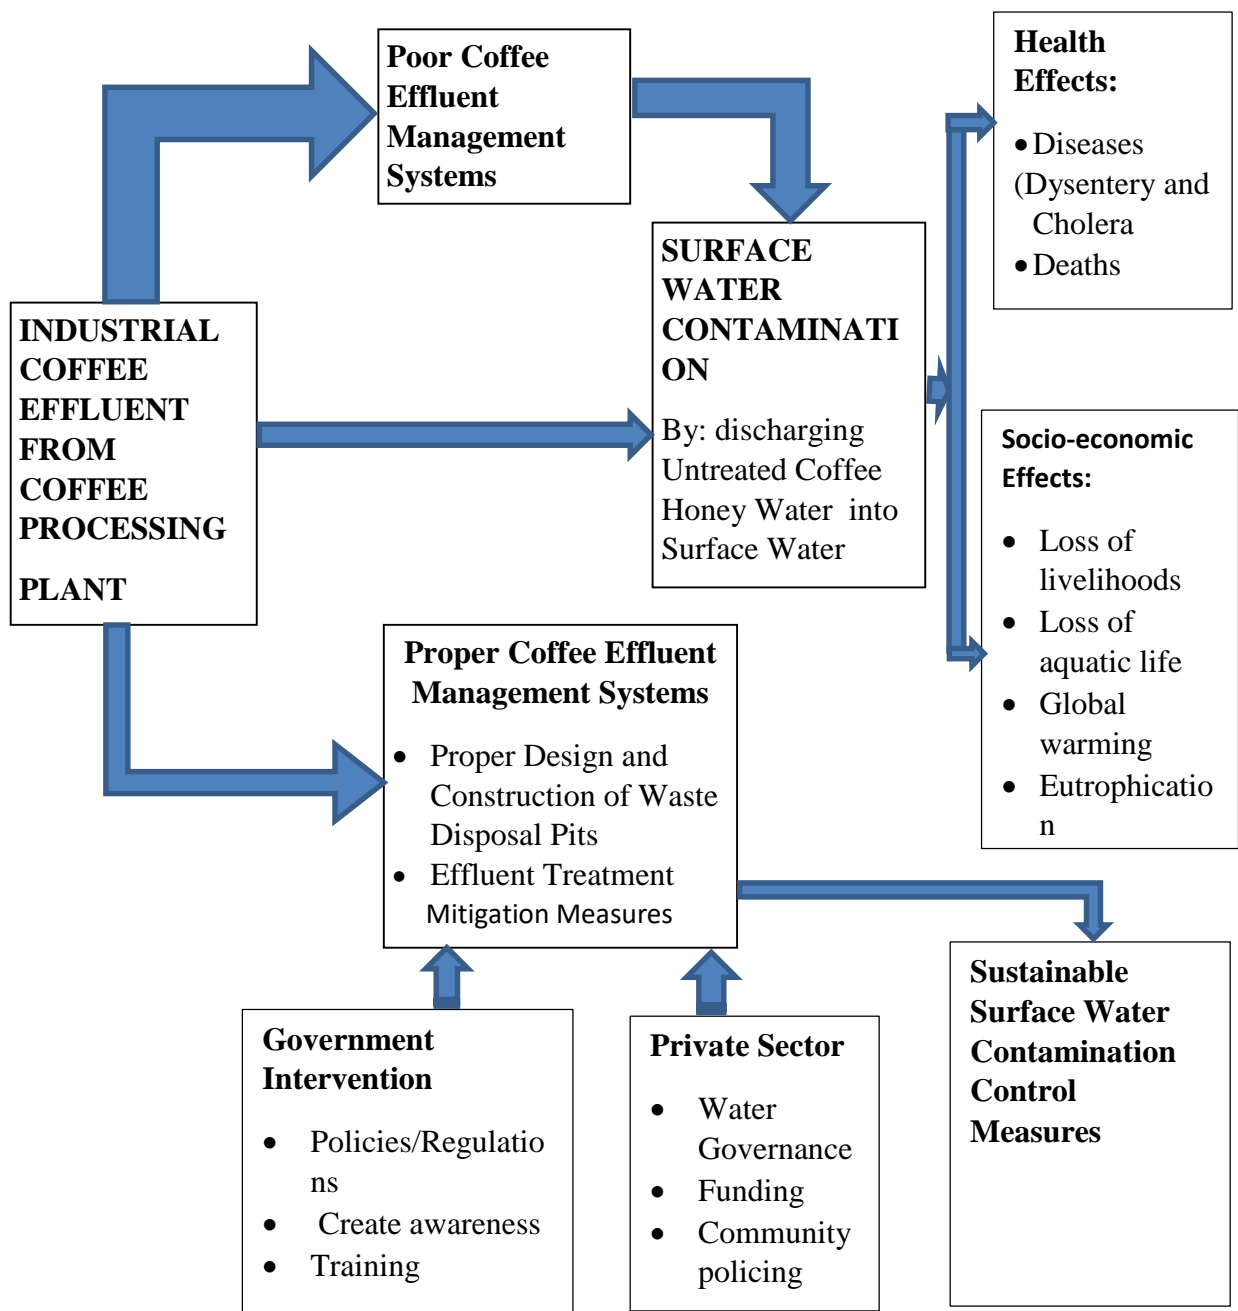 Poor Coffee
Effluent
Management
Systems
Health
Effects:
• Diseases
(Dysentery and
Cholera
• Deaths
SURFACE
WATER
CONTAMINATI
ON
By: discharging
Untreated Coffee
Honey Water into
Surface Water
INDUSTRIAL
COFFEE
EFFLUENT
FROM
COFFEE
PROCESSING
PLANT
Socio-economic
Effects:
• Loss of
livelihoods
• Loss of
aquatic life
• Global
warming
• Eutrophicatio
n
Proper Coffee Effluent
Management Systems
• Proper Design and
Construction of Waste
Disposal Pits
• Effluent Treatment
Mitigation Measures
Government
Intervention
• Policies/Regulatio
ns
• Create awareness
• Training
Private Sector
• Water
Governance
• Funding
• Community
policing
Sustainable
Surface Water
Contamination
Control
Measures